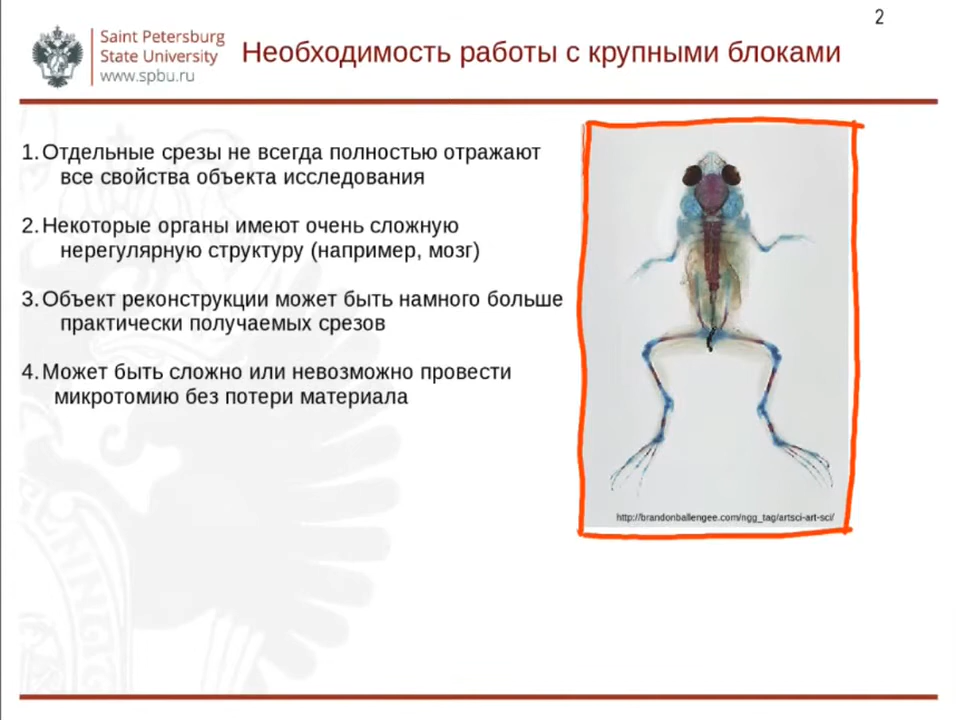 2
Saint Petersburg
State University
www.spbu.ru
Необходимость работы с крупными блоками
1. Отдельные срезы не всегда полностью отражают
все свойства объекта исследования
2. Некоторые органы имеют очень сложную
нерегулярную структуру (например, мозг)
3. Объект реконструкции может быть намного больше
практически получаемых срезов
4. Может быть сложно или невозможно провести
микротомию без потери материала
http://brandonballengee.com/ngg_tag/artsci-art-sci/